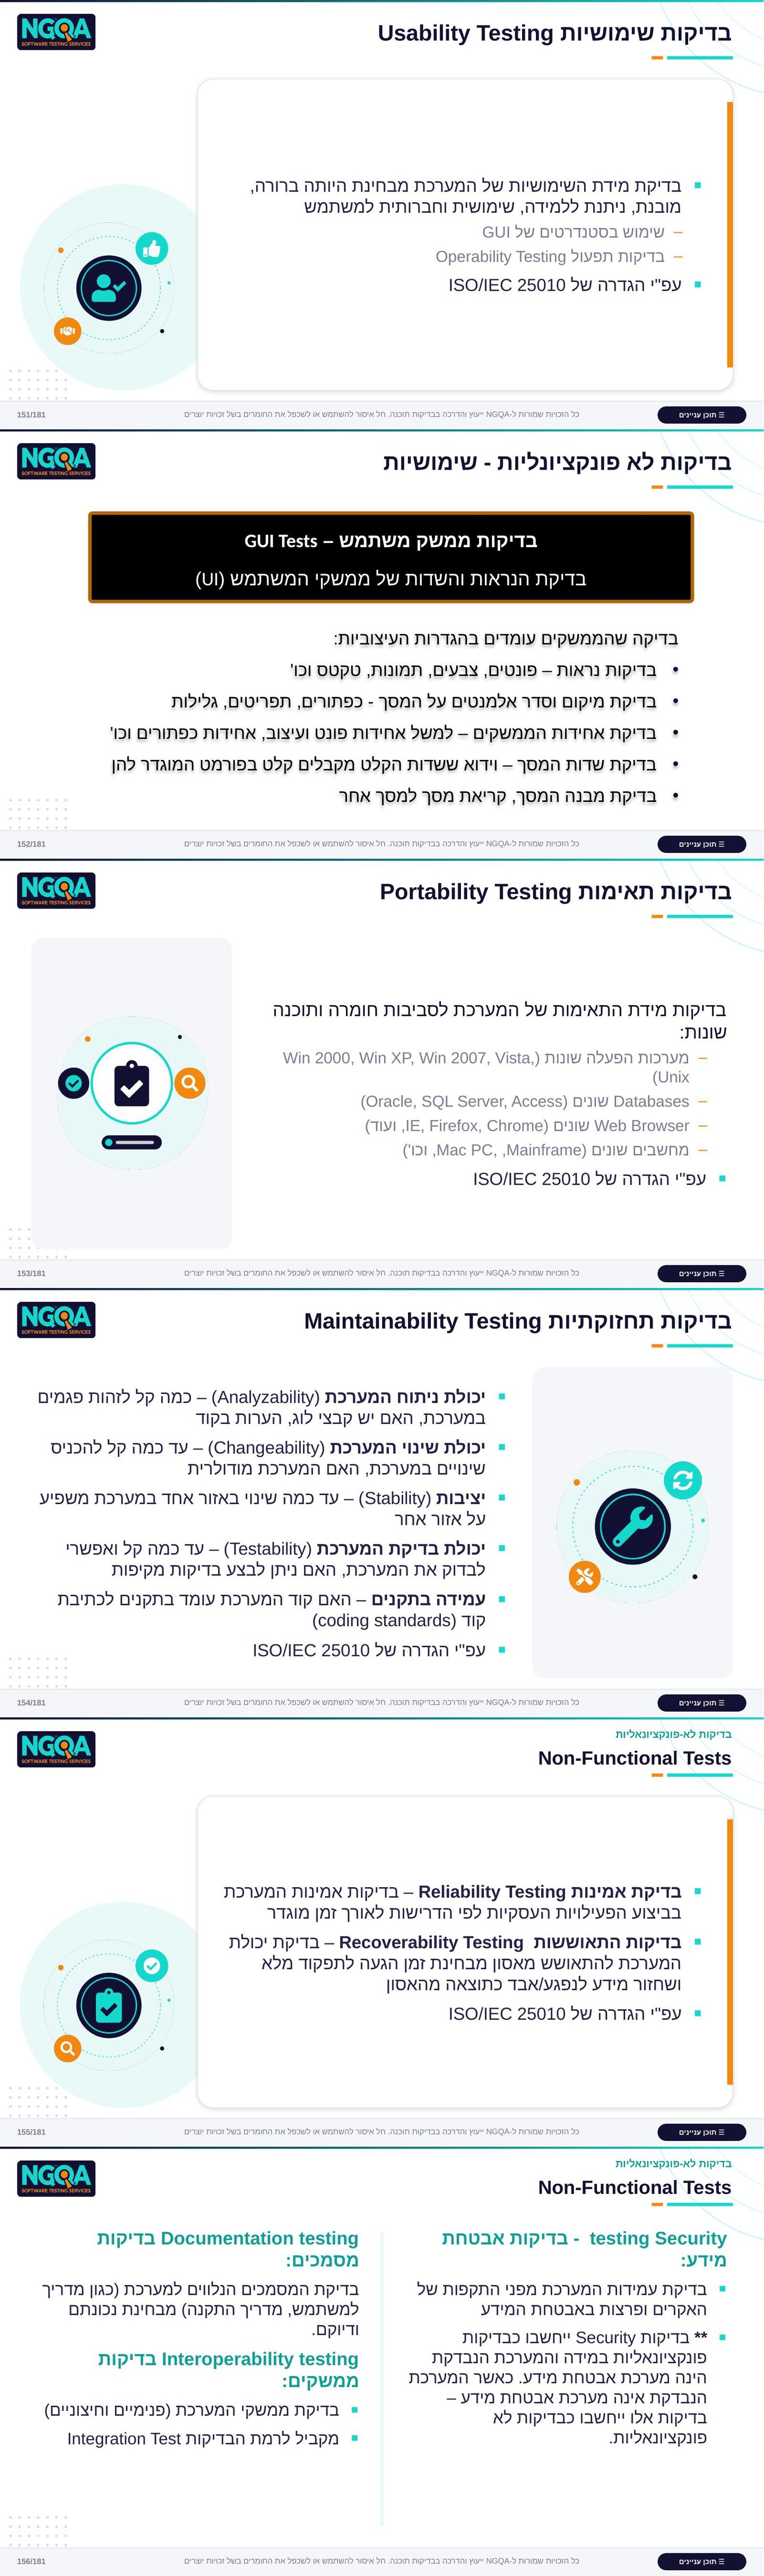 NGQA
SOFTWARE TESTING SERVICES
בדיקות שימושיות Usability Testing
בדיקת מידת השימושיות של המערכת מבחינת היותה ברורה,
מובנת, ניתנת ללמידה, שימושית וחברותית למשתמש
– שימוש בסטנדרטים של GUI
– בדיקות תפעול Operability Testing
עפ"י הגדרה של ISO/IEC 25010
☰ תוכן עניינים
כל הזכויות שמורות ל-NGQA ייעוץ והדרכה בבדיקות תוכנה. חל איסור להשתמש או לשכפל את החומרים בשל זכויות יוצרים
151/181
NGQA
SOFTWARE TESTING SERVICES
בדיקות לא פונקציונליות - שימושיות
בדיקות ממשק משתמש – GUI Tests
בדיקת הנראות והשדות של ממשקי המשתמש (UI)
בדיקה שהממשקים עומדים בהגדרות העיצוביות:
• בדיקות נראות – פונטים, צבעים, תמונות, טקסט וכו'
• בדיקת מיקום וסדר אלמנטים על המסך - כפתורים, תפריטים, גלילות
• בדיקת אחידות הממשקים – למשל אחידות פונט ועיצוב, אחידות כפתורים וכו'
• בדיקת שדות המסך – וידוא ששדות הקלט מקבלים קלט בפורמט המוגדר להן
• בדיקת מבנה המסך, קריאת מסך למסך אחר
☰ תוכן עניינים
כל הזכויות שמורות ל-NGQA ייעוץ והדרכה בבדיקות תוכנה. חל איסור להשתמש או לשכפל את החומרים בשל זכויות יוצרים
152/181
NGQA
SOFTWARE TESTING SERVICES
בדיקות תאימות Portability Testing
בדיקות מידת התאימות של המערכת לסביבות חומרה ותוכנה
שונות:
– מערכות הפעלה שונות (Win 2000, Win XP, Win 2007, Vista,
Unix)
– Databases שונים (Oracle, SQL Server, Access)
– Web Browser שונים (IE, Firefox, Chrome, ועוד)
– מחשבים שונים (Mac PC, ,Mainframe, וכו')
עפ"י הגדרה של ISO/IEC 25010
☰ תוכן עניינים
כל הזכויות שמורות ל-NGQA ייעוץ והדרכה בבדיקות תוכנה. חל איסור להשתמש או לשכפל את החומרים בשל זכויות יוצרים
153/181
NGQA
SOFTWARE TESTING SERVICES
בדיקות תחזוקתיות Maintainability Testing
יכולת ניתוח המערכת (Analyzability) – כמה קל לזהות פגמים
במערכת, האם יש קבצי לוג, הערות בקוד
יכולת שינוי המערכת (Changeability) – עד כמה קל להכניס
שינויים במערכת, האם המערכת מודולרית
יציבות (Stability) – עד כמה שינוי באזור אחד במערכת משפיע
על אזור אחר
יכולת בדיקת המערכת (Testability) – עד כמה קל ואפשרי
לבדוק את המערכת, האם ניתן לבצע בדיקות מקיפות
עמידה בתקנים – האם קוד המערכת עומד בתקנים לכתיבת
קוד (coding standards)
עפ"י הגדרה של ISO/IEC 25010
☰ תוכן עניינים
כל הזכויות שמורות ל-NGQA ייעוץ והדרכה בבדיקות תוכנה. חל איסור להשתמש או לשכפל את החומרים בשל זכויות יוצרים
154/181
NGQA
SOFTWARE TESTING SERVICES
בדיקות לא-פונקציונאליות
Non-Functional Tests
בדיקת אמינות Reliability Testing – בדיקות אמינות המערכת
בביצוע הפעילויות העסקיות לפי הדרישות לאורך זמן מוגדר
בדיקות התאוששות Recoverability Testing – בדיקת יכולת
המערכת להתאושש מאסון מבחינת זמן הגעה לתפקוד מלא
ושחזור מידע לנפגע/אבד כתוצאה מהאסון
עפ"י הגדרה של ISO/IEC 25010
☰ תוכן עניינים
כל הזכויות שמורות ל-NGQA ייעוץ והדרכה בבדיקות תוכנה. חל איסור להשתמש או לשכפל את החומרים בשל זכויות יוצרים
155/181
NGQA
SOFTWARE TESTING SERVICES
בדיקות לא-פונקציונאליות
Non-Functional Tests
testing Security - בדיקות אבטחת
מידע:
בדיקת עמידות המערכת מפני התקפות של
האקרים ופרצות באבטחת המידע
** בדיקות Security ייחשבו כבדיקות
פונקציונאליות במידה והמערכת הנבדקת
הינה מערכת אבטחת מידע. כאשר המערכת
הנבדקת אינה מערכת אבטחת מידע –
בדיקות אלו ייחשבו כבדיקות לא
פונקציונאליות.
Documentation testing בדיקות
מסמכים:
בדיקת המסמכים הנלווים למערכת (כגון מדריך
למשתמש, מדריך התקנה) מבחינת נכונתם
ודיוקם.
Interoperability testing בדיקות
ממשקים:
בדיקת ממשקי המערכת (פנימיים וחיצוניים)
מקביל לרמת הבדיקות Integration Test
☰ תוכן עניינים
כל הזכויות שמורות ל-NGQA ייעוץ והדרכה בבדיקות תוכנה. חל איסור להשתמש או לשכפל את החומרים בשל זכויות יוצרים
156/181